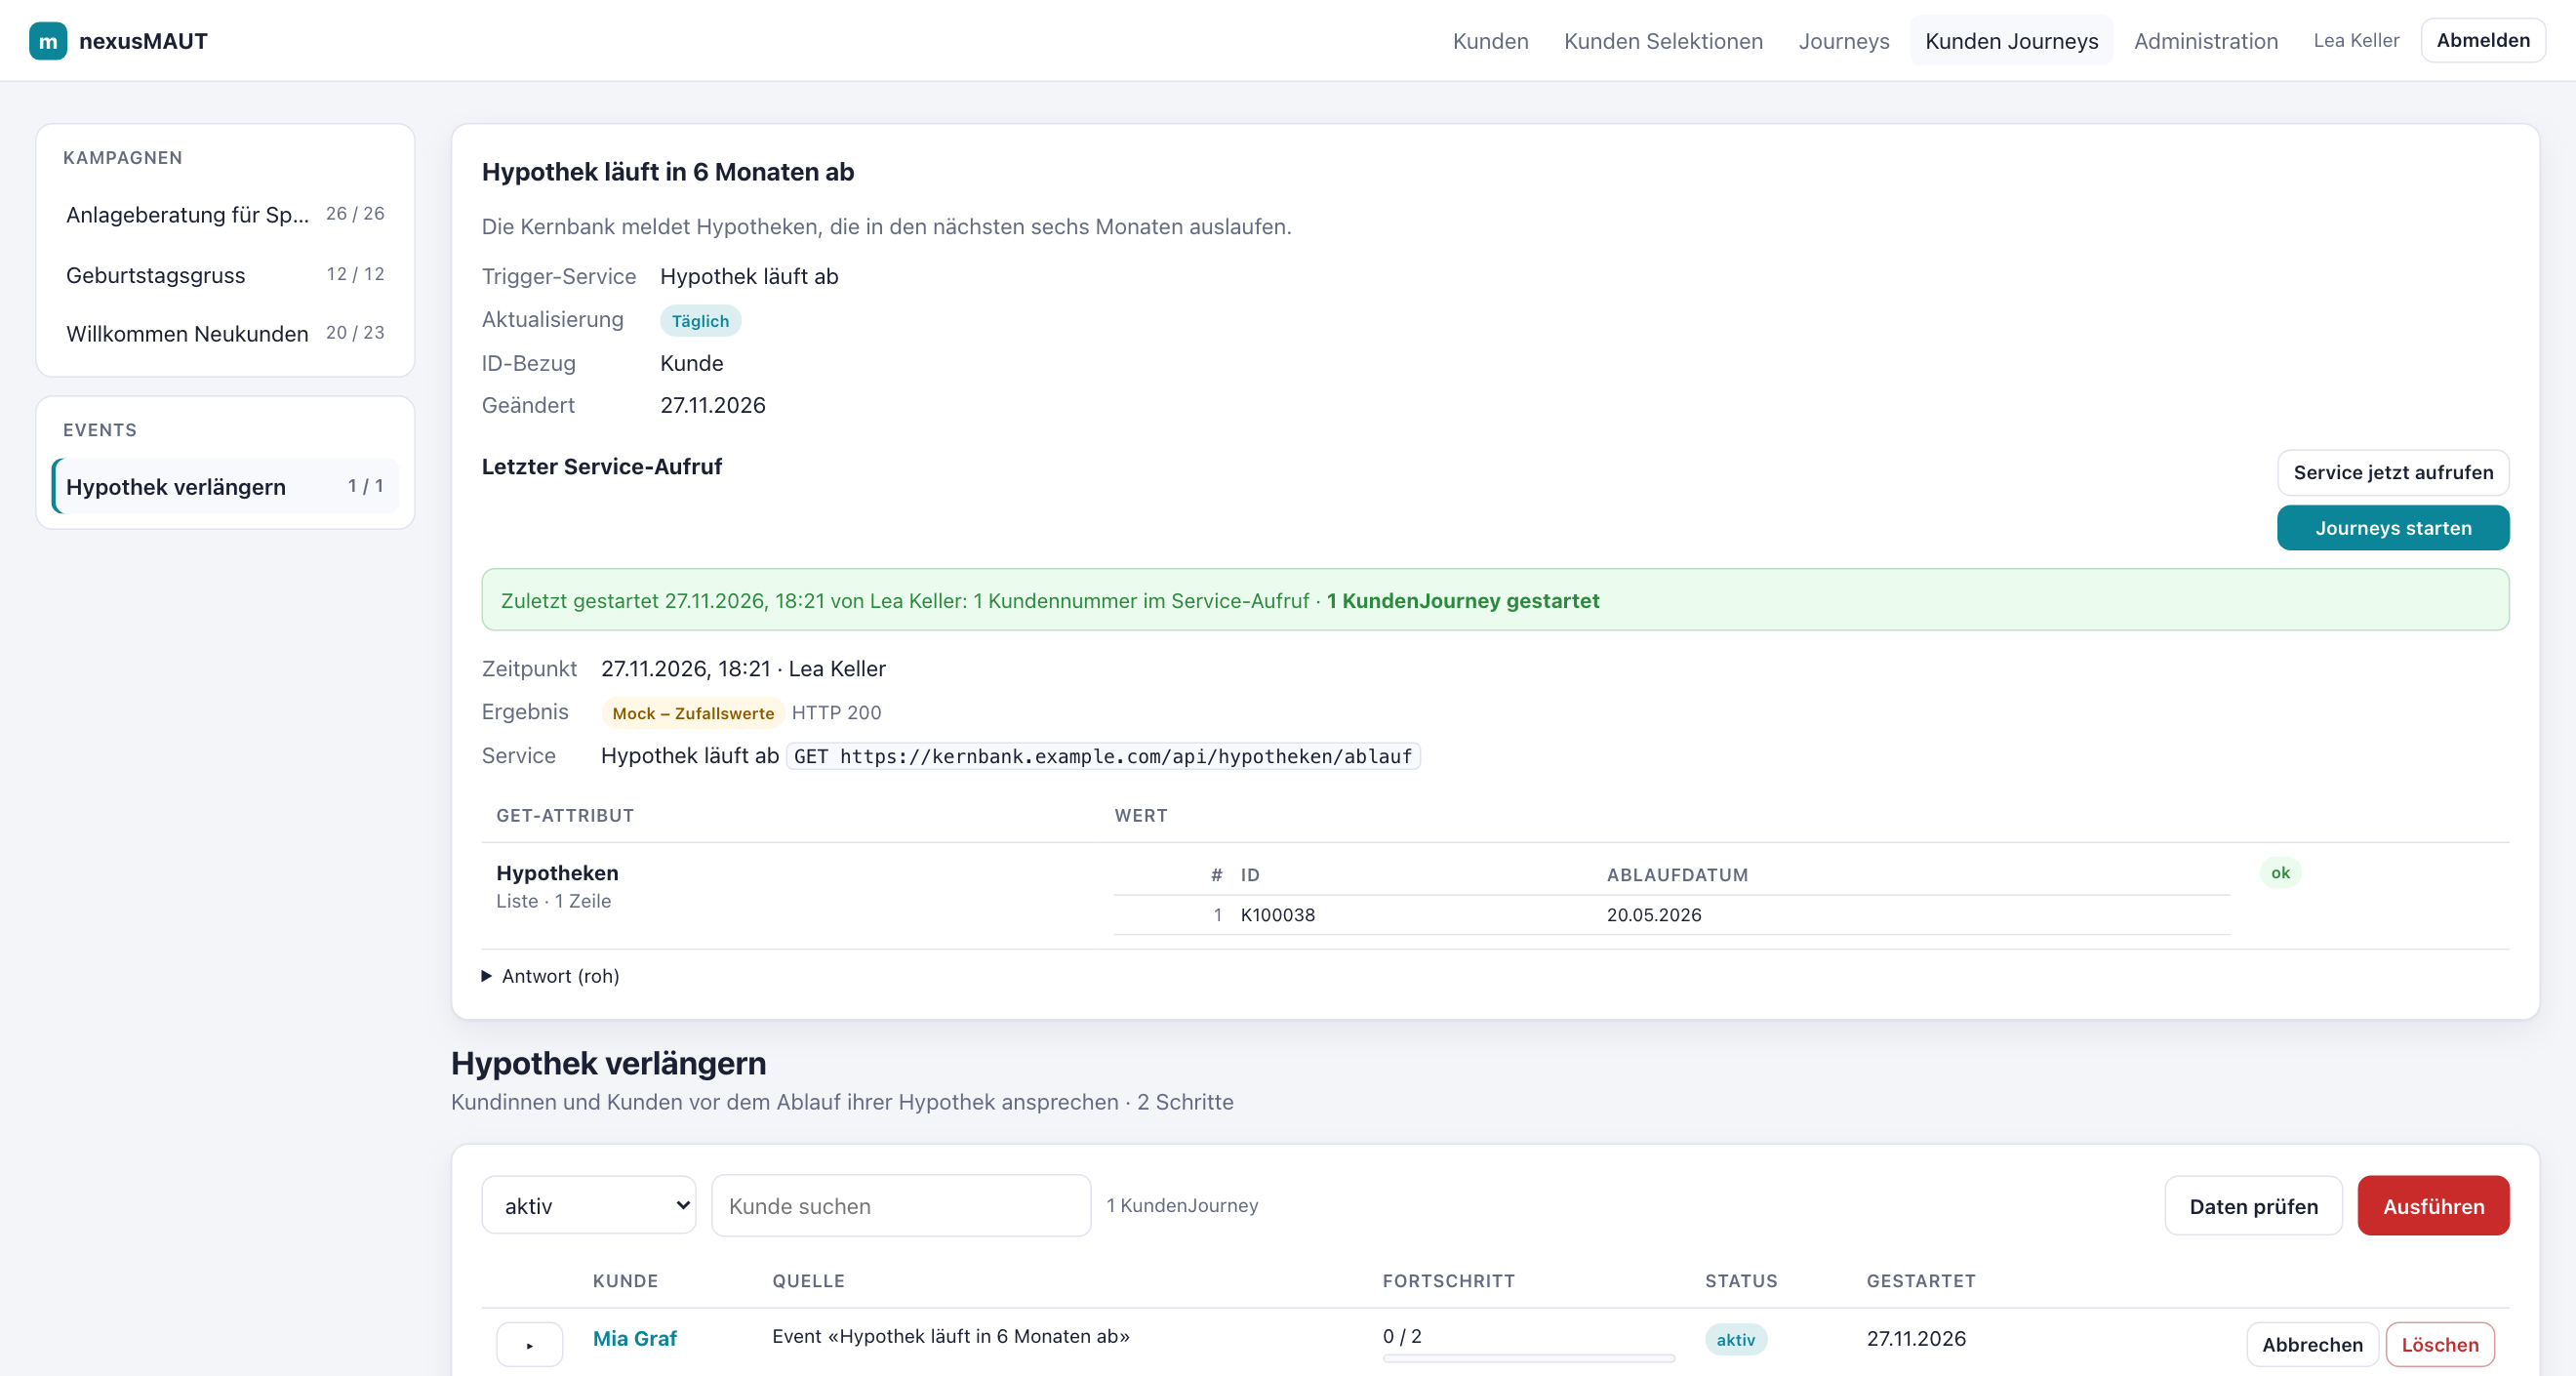 m nexusMAUT
Kunden Kunden Selektionen Journeys Kunden Journeys Administration Lea Keller Abmelden
KAMPAGNEN
Anlageberatung für Sp... 26 / 26
Geburtstagsgruss 12 / 12
Willkommen Neukunden 20 / 23
EVENTS
Hypothek verlängern 1 / 1
Hypothek läuft in 6 Monaten ab
Die Kernbank meldet Hypotheken, die in den nächsten sechs Monaten auslaufen.
Trigger-Service Hypothek läuft ab
Aktualisierung Täglich
ID-Bezug Kunde
Geändert 27.11.2026
Letzter Service-Aufruf
Service jetzt aufrufen
Journeys starten
Zuletzt gestartet 27.11.2026, 18:21 von Lea Keller: 1 Kundennummer im Service-Aufruf · 1 KundenJourney gestartet
Zeitpunkt 27.11.2026, 18:21 · Lea Keller
Ergebnis Mock – Zufallswerte HTTP 200
Service Hypothek läuft ab GET https://kernbank.example.com/api/hypotheken/ablauf
GET-ATTRIBUT WERT
Hypotheken
Liste · 1 Zeile
# ID ABLAUFDATUM
1 K100038 20.05.2026
ok
Antwort (roh)
Hypothek verlängern
Kundinnen und Kunden vor dem Ablauf ihrer Hypothek ansprechen · 2 Schritte
aktiv Kunde suchen 1 KundenJourney Daten prüfen Ausführen
KUNDE QUELLE FORTSCHRITT STATUS GESTARTET
Mia Graf Event «Hypothek läuft in 6 Monaten ab» 0 / 2 aktiv 27.11.2026 Abbrechen Löschen